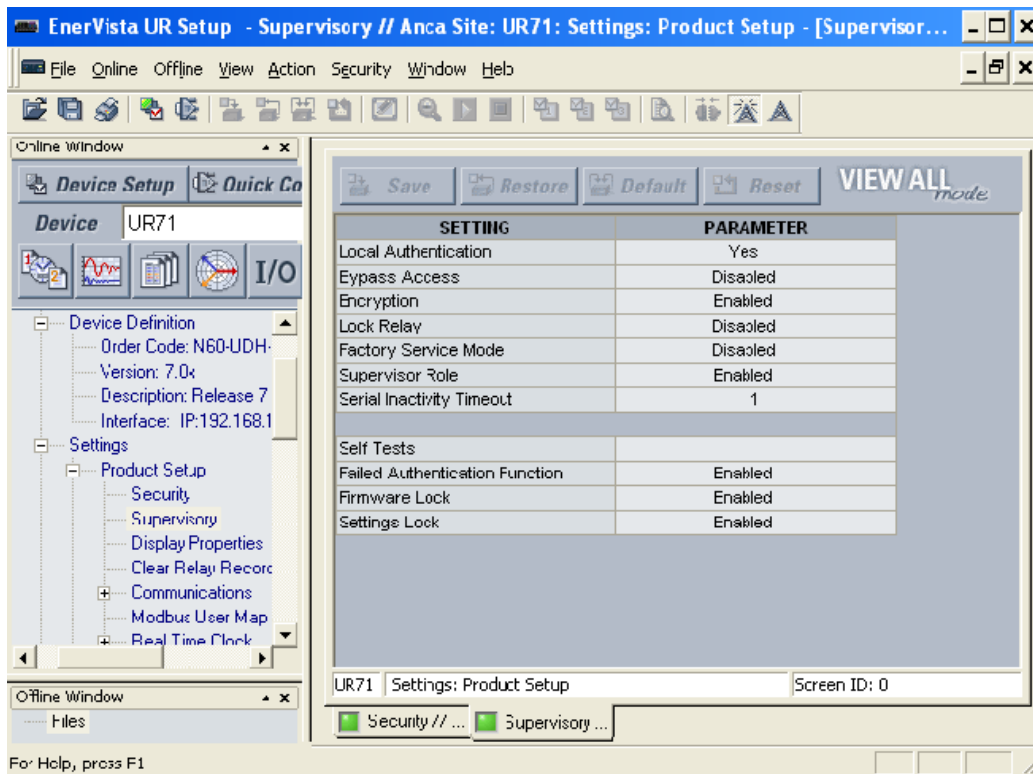 EnerVista UR Setup - Supervisory // Anca Site: UR71: Settings: Product Setup - [Supervisor...
File Online Offline View Action Security Window Help
Online Window
Device Setup Quick Co
Device UR71
I/O
Device Definition
Order Code: N60-UDH-
Version: 7.0x
Description: Release 7
Interface: IP:192.168.1
Settings
Product Setup
Security
Supervisory
Display Properties
Clear Relay Record
Communications
Modbus User Map
Real Time Clock
Offline Window
Files
Save Restore Default Reset VIEW ALL mode
SETTING PARAMETER
Local Authentication Yes
Bypass Access Disabled
Encryption Enabled
Lock Relay Disabled
Factory Service Mode Disabled
Supervisor Role Enabled
Serial Inactivity Timeout 1
Self Tests
Failed Authentication Function Enabled
Firmware Lock Enabled
Settings Lock Enabled
UR71 Settings: Product Setup Screen ID: 0
Security // ... Supervisory ...
For Help, press F1